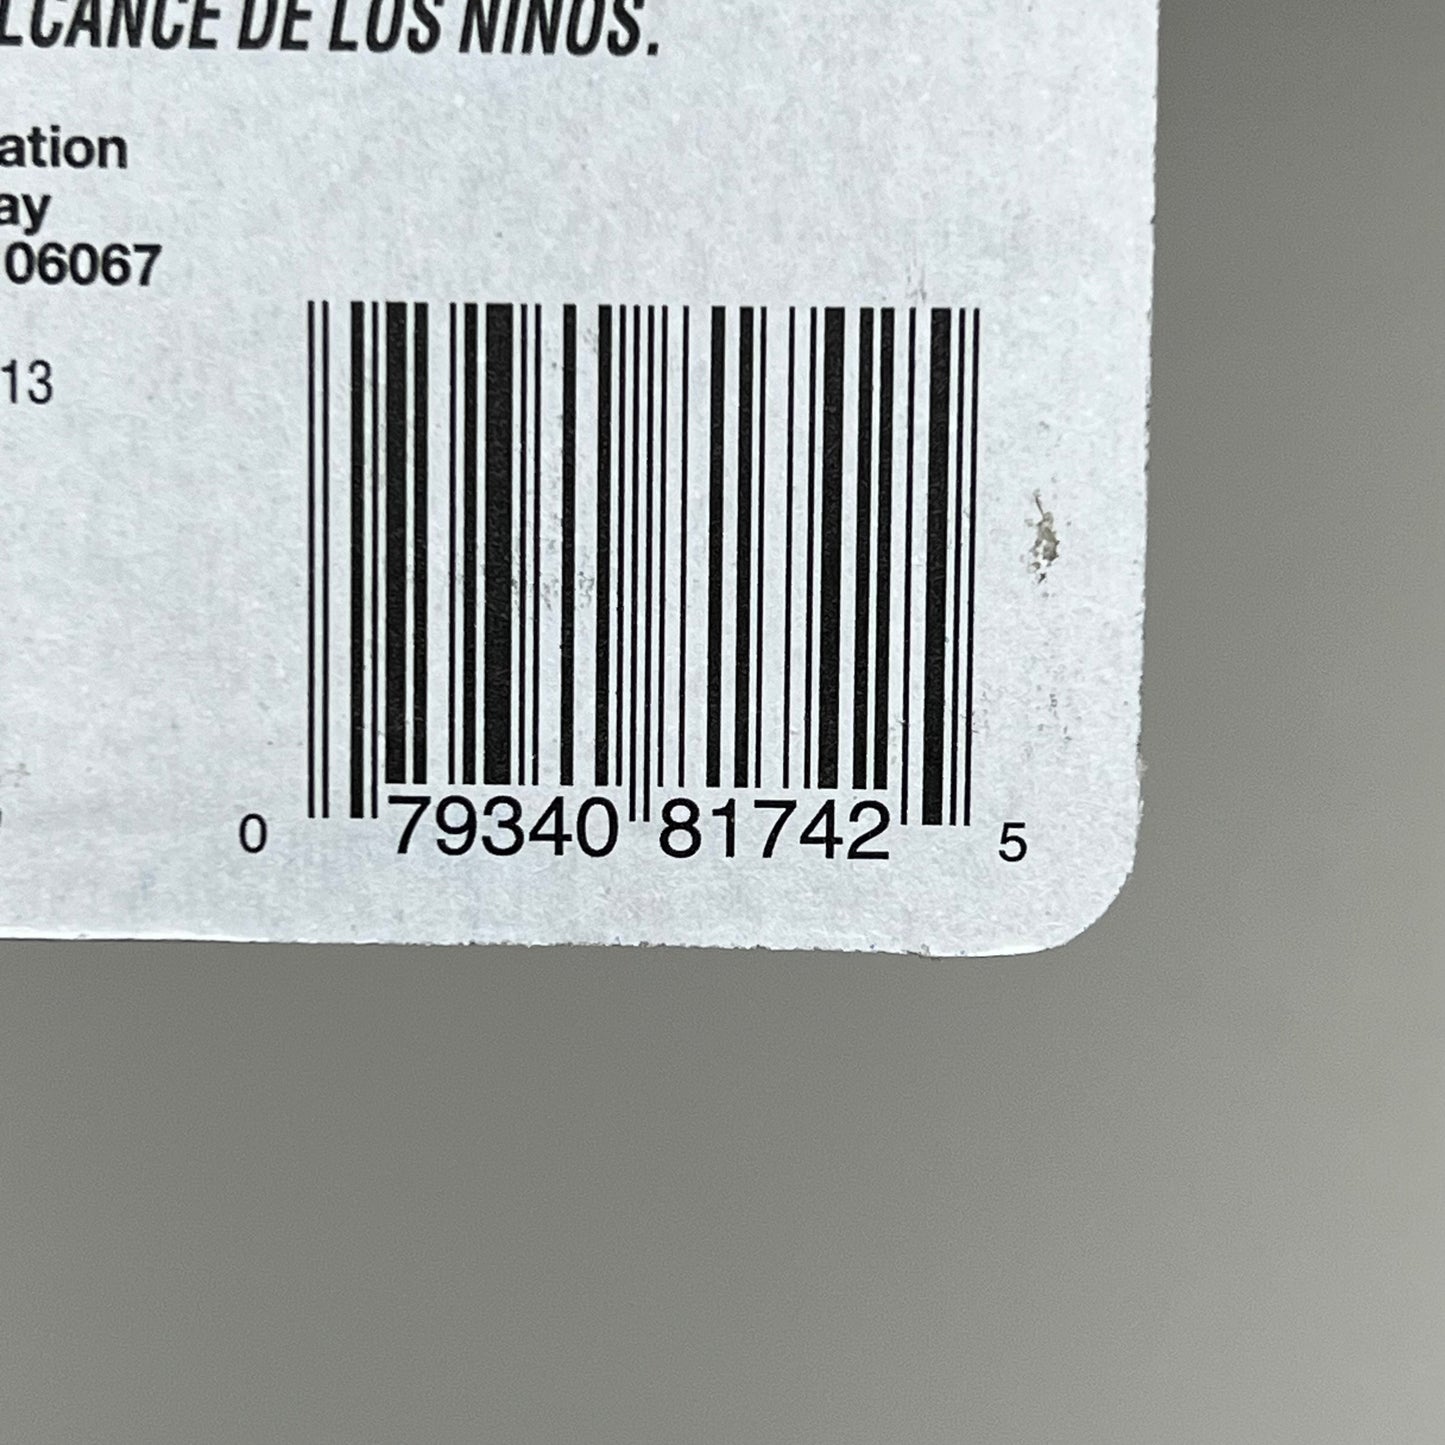 LCANCE DE LOS NIÑOS.
ation
ay
06067
13
0 79340 81742 5